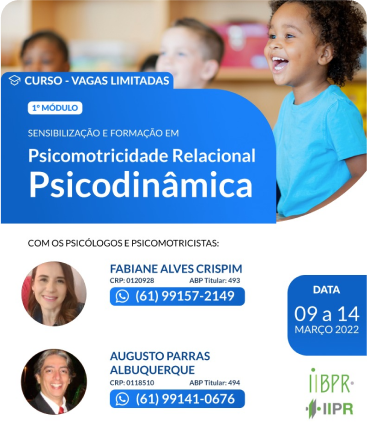 CURSO - VAGAS LIMITADAS
1º MÓDULO
SENSIBILIZAÇÃO E FORMAÇÃO EM
Psicomotricidade Relacional
Psicodinâmica
COM OS PSICÓLOGOS E PSICOMOTRICISTAS:
FABIANE ALVES CRISPIM
CRP: 0120928 ABP Titular: 493
(61) 99157-2149
DATA
09 a 14
MARÇO 2022
AUGUSTO PARRAS
ALBUQUERQUE
CRP: 0118510 ABP Titular: 494
(61) 99141-0676
iiBPR
IIPR